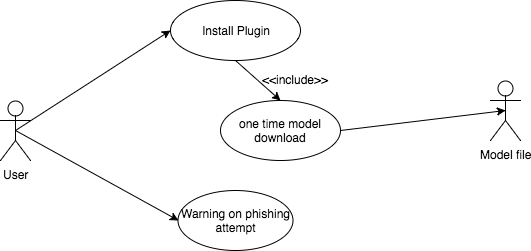 Install Plugin
<<include>>
one time model
download
Model file
User
Warning on phishing
attempt